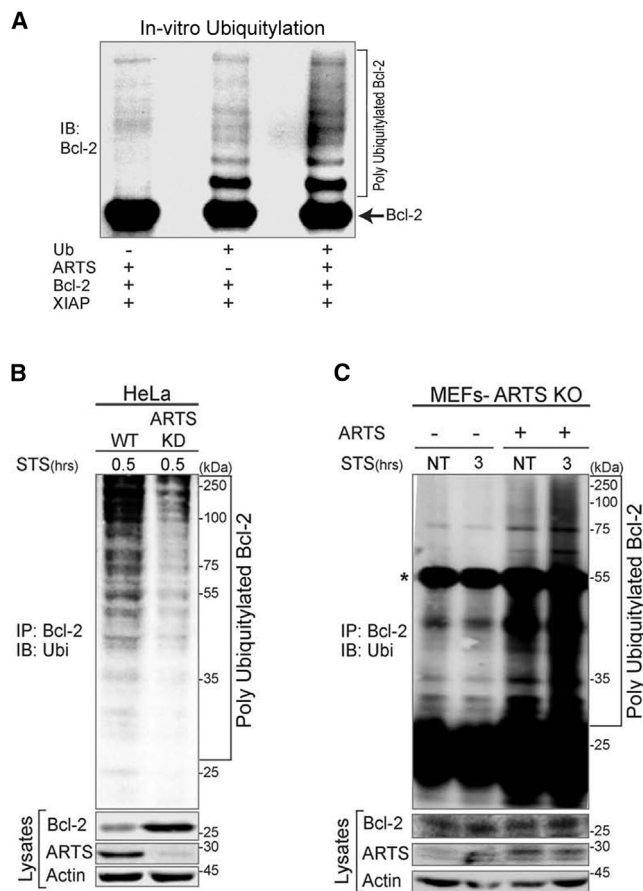 A
In-vitro Ubiquitylation
IB:
Bcl-2
Poly Ubiquitylated Bcl-2
Bcl-2
Ub - + +
ARTS + - +
Bcl-2 + + +
XIAP + + +
B
HeLa
WT ARTS KD
STS(hrs) 0.5 0.5 (kDa)
-250
-100
-75
-55
-35
-25
IP: Bcl-2
IB: Ubi
Poly Ubiquitylated Bcl-2
Lysates
Bcl-2 -25
ARTS -30
Actin -45
C
MEFs- ARTS KO
ARTS - - + +
STS(hrs) NT 3 NT 3 (kDa)
250
-100
-75
* -55
-35
-25
IP: Bcl-2
IB: Ubi
Poly Ubiquitylated Bcl-2
Lysates
Bcl-2 -25
ARTS -30
Actin -45